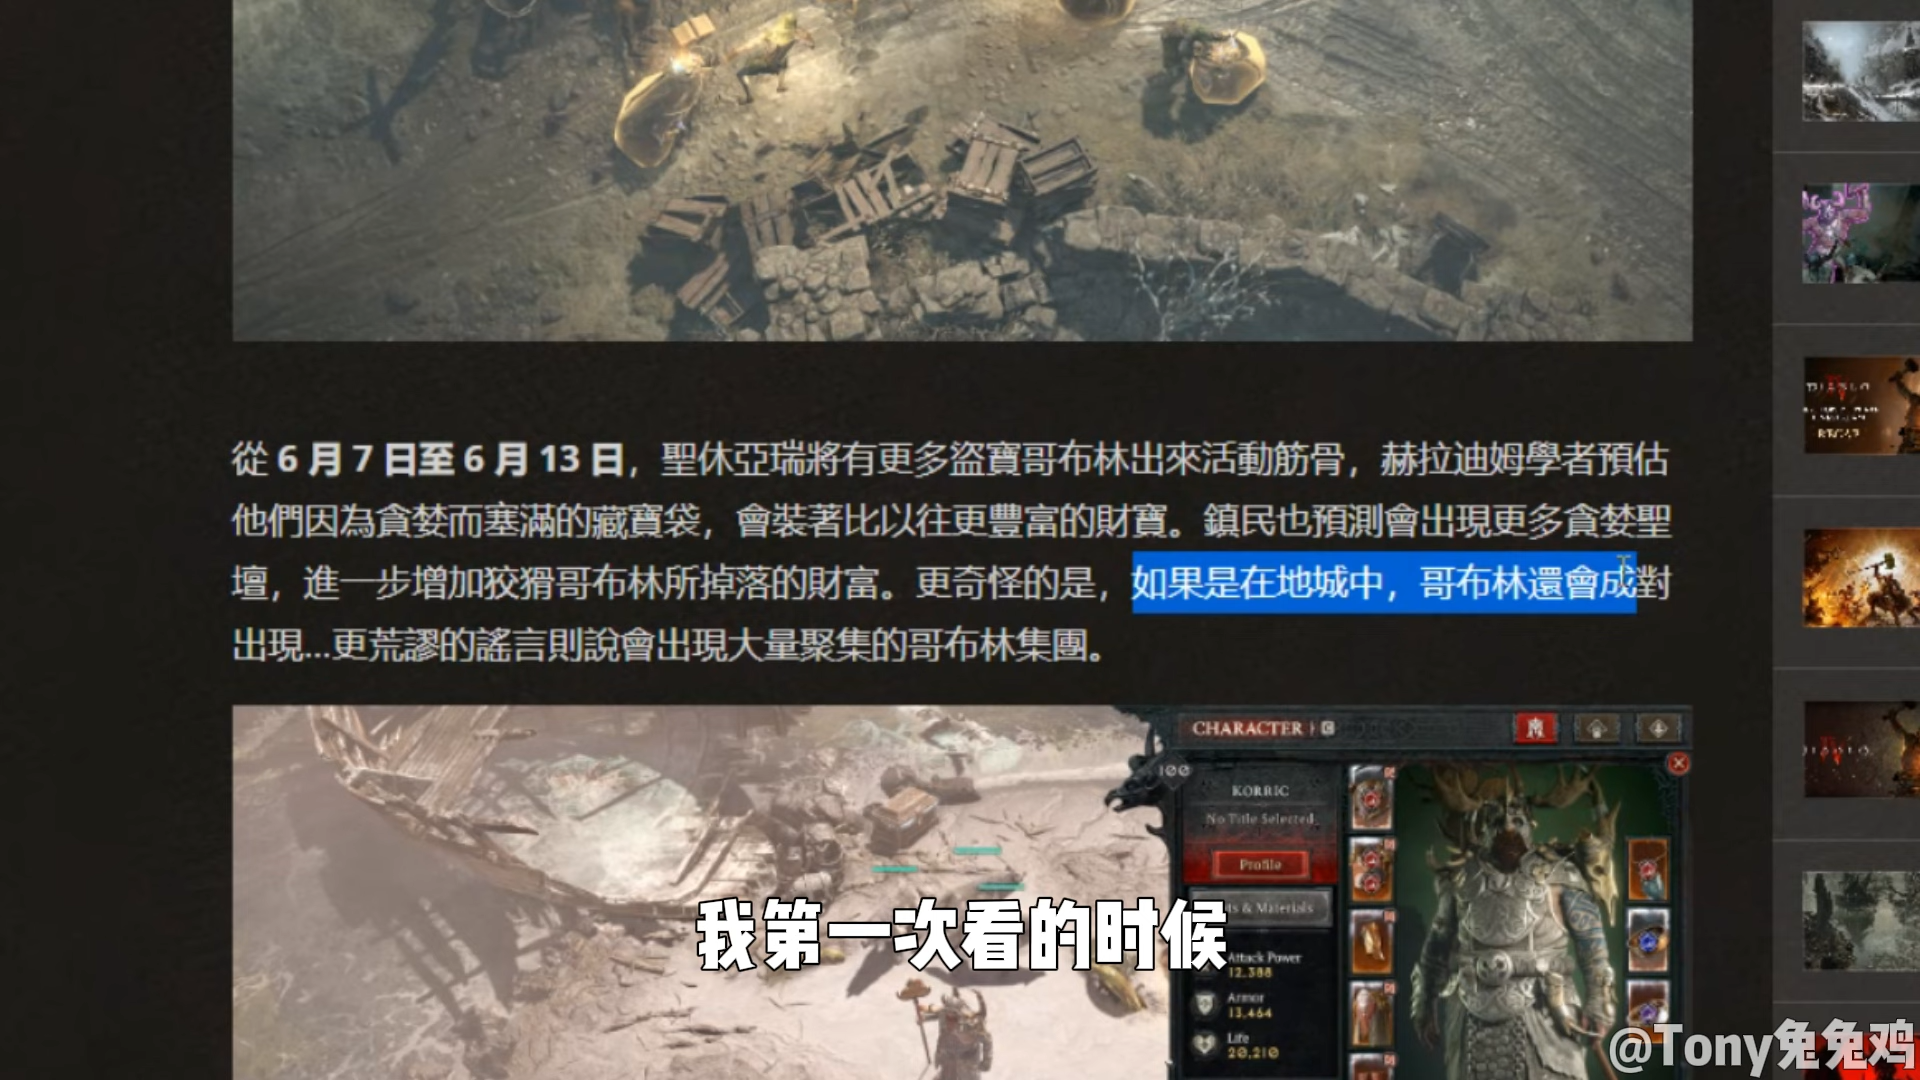 從 6 月 7 日至 6 月 13 日，聖休亞瑞將有更多盜寶哥布林出來活動筋骨，赫拉迪姆學者預估
他們因為貪婪而塞滿的藏寶袋，會裝著比以往更豐富的財寶。鎮民也預測會出現更多貪婪聖
壇，進一步增加狡猾哥布林所掉落的財富。更奇怪的是，如果是在地城中，哥布林還會成對
出現...更荒謬的謠言則說會出現大量聚集的哥布林集團。
CHARACTER
100
KORRIC
No Title Selected
Profile
& Materials
Attack Power
12,388
Armor
13,464
Life
20,210
我第一次看的时候
@Tony兔兔鸡
DIABLO